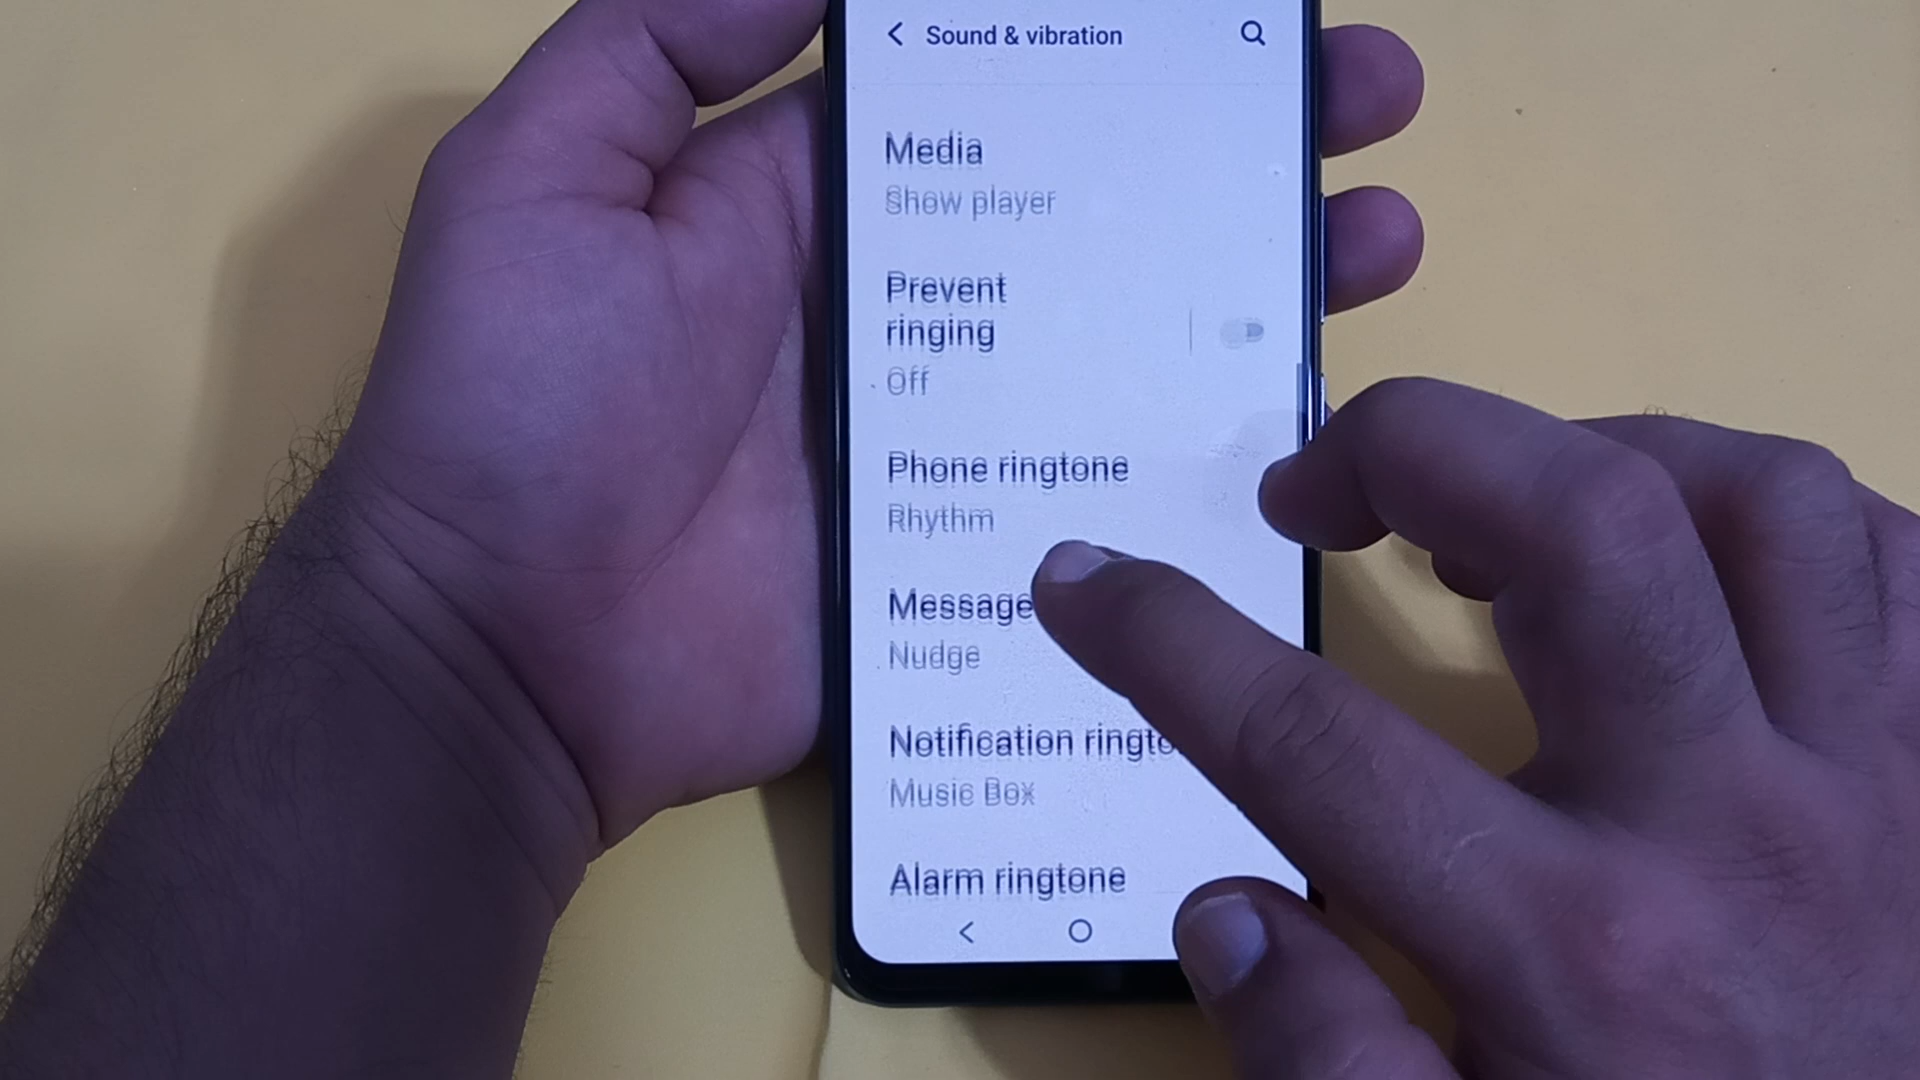 Sound & vibration
Media
Show player
Prevent
ringing
Off
Phone ringtone
Rhythm
Message
Nudge
Notification ringto
Music Box
Alarm ringtone